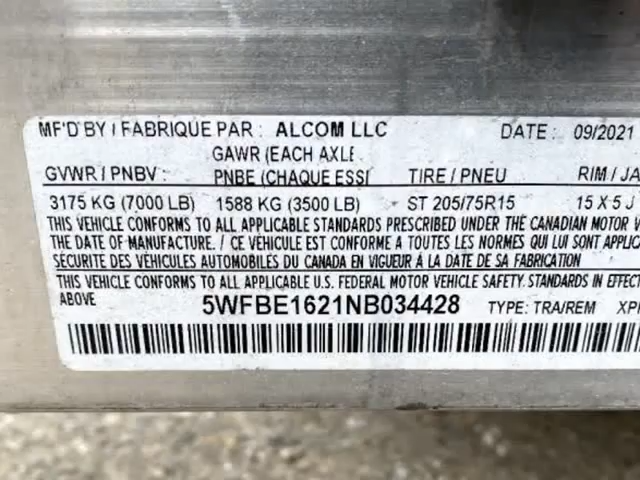 MF'D BY / FABRIQUE PAR : ALCOM LLC DATE : 09/2021
GAWR (EACH AXLE
GVWR / PNBV : PNBE (CHAQUE ESSI TIRE / PNEU RIM / JA
3175 KG (7000 LB) 1588 KG (3500 LB) ST 205/75R15 15 X 5 J
THIS VEHICLE CONFORMS TO ALL APPLICABLE STANDARDS PRESCRIBED UNDER THE CANADIAN MOTOR V
THE DATE OF MANUFACTURE. / CE VÉHICULE EST CONFORME A TOUTES LES NORMES QUI LUI SONT APPLIC
SÉCURITE DES VÉHICULES AUTOMOBILES DU CANADA EN VIGUEUR À LA DATE DE SA FABRICATION
THIS VEHICLE CONFORMS TO ALL APPLICABLE U.S. FEDERAL MOTOR VEHICLE SAFETY. STANDARDS IN EFFECT
ABOVE 5WFBE1621NB034428 TYPE: TRA/REM XPI